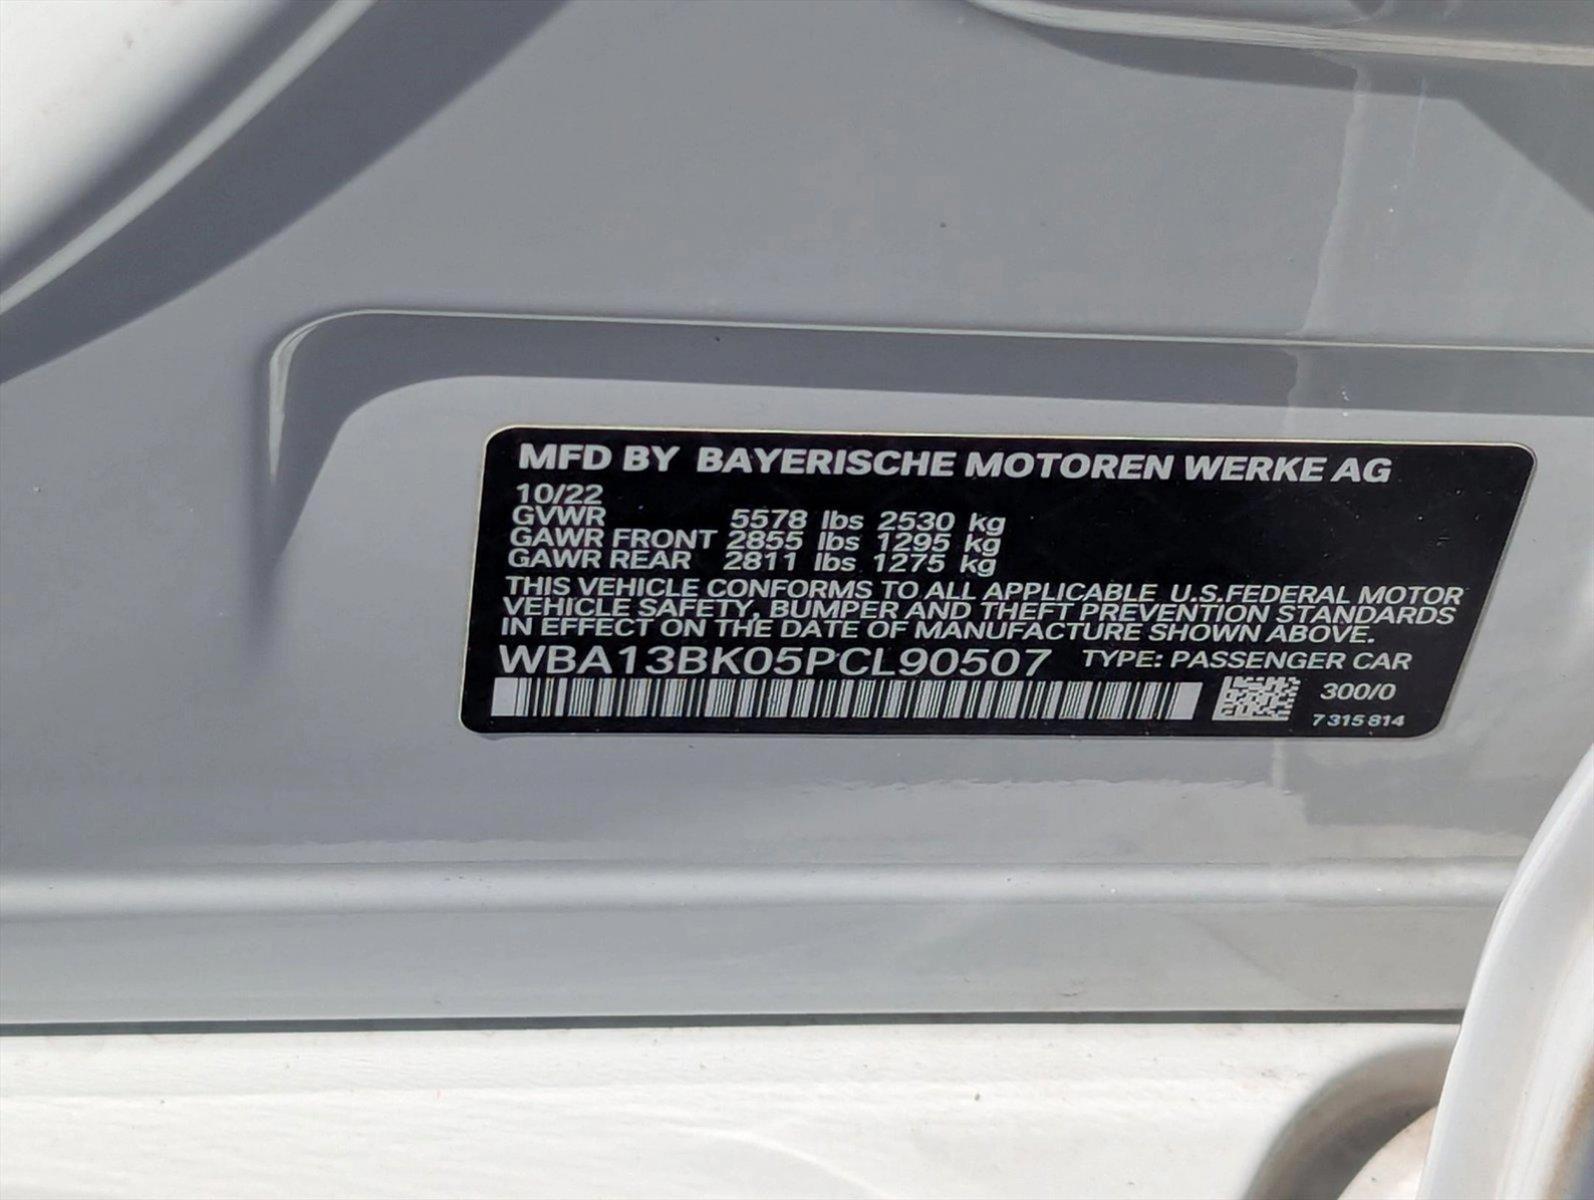 MFD BY BAYERISCHE MOTOREN WERKE AG
10/22
GVWR 5578 lbs 2530 kg
GAWR FRONT 2855 lbs 1295 kg
GAWR REAR 2811 lbs 1275 kg
THIS VEHICLE CONFORMS TO ALL APPLICABLE U.S.FEDERAL MOTOR
VEHICLE SAFETY, BUMPER AND THEFT PREVENTION STANDARDS
IN EFFECT ON THE DATE OF MANUFACTURE SHOWN ABOVE.
WBA13BK05PCL90507 TYPE: PASSENGER CAR
300/0
7 315 814